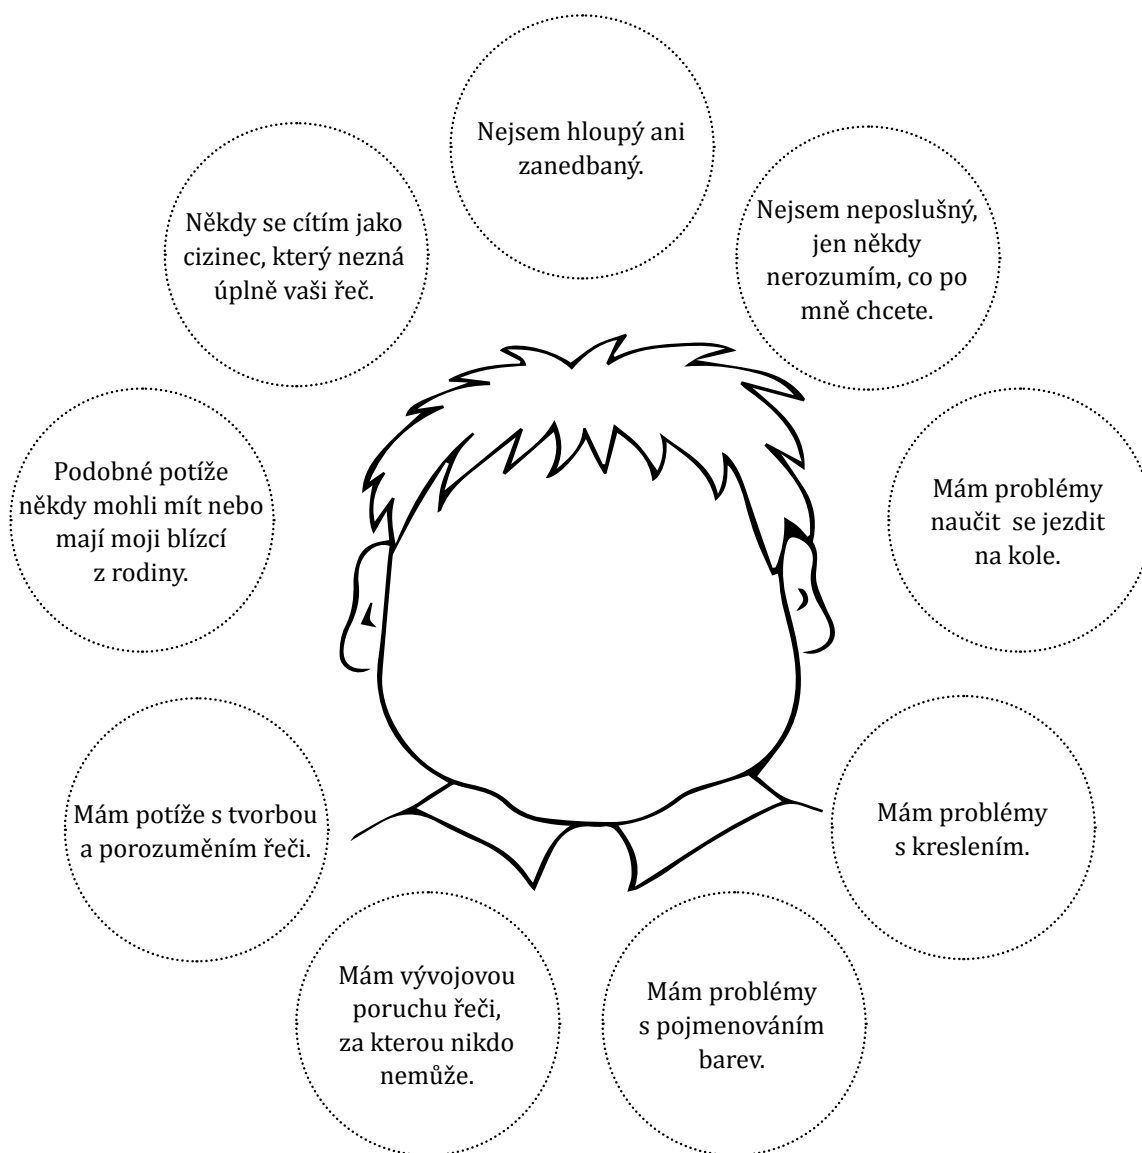 Nejsem hloupý ani
zanedbaný.
Někdy se cítím jako
cizinec, který nezná
úplně vaši řeč.
Nejsem neposlušný,
jen někdy
nerozumím, co po
mně chcete.
Podobné potíže
někdy mohli mít nebo
mají moji blízcí
z rodiny.
Mám problémy
naučit se jezdit
na kole.
Mám potíže s tvorbou
a porozuměním řeči.
Mám problémy
s kreslením.
Mám vývojovou
poruchu řeči,
za kterou nikdo
nemůže.
Mám problémy
s pojmenováním
barev.